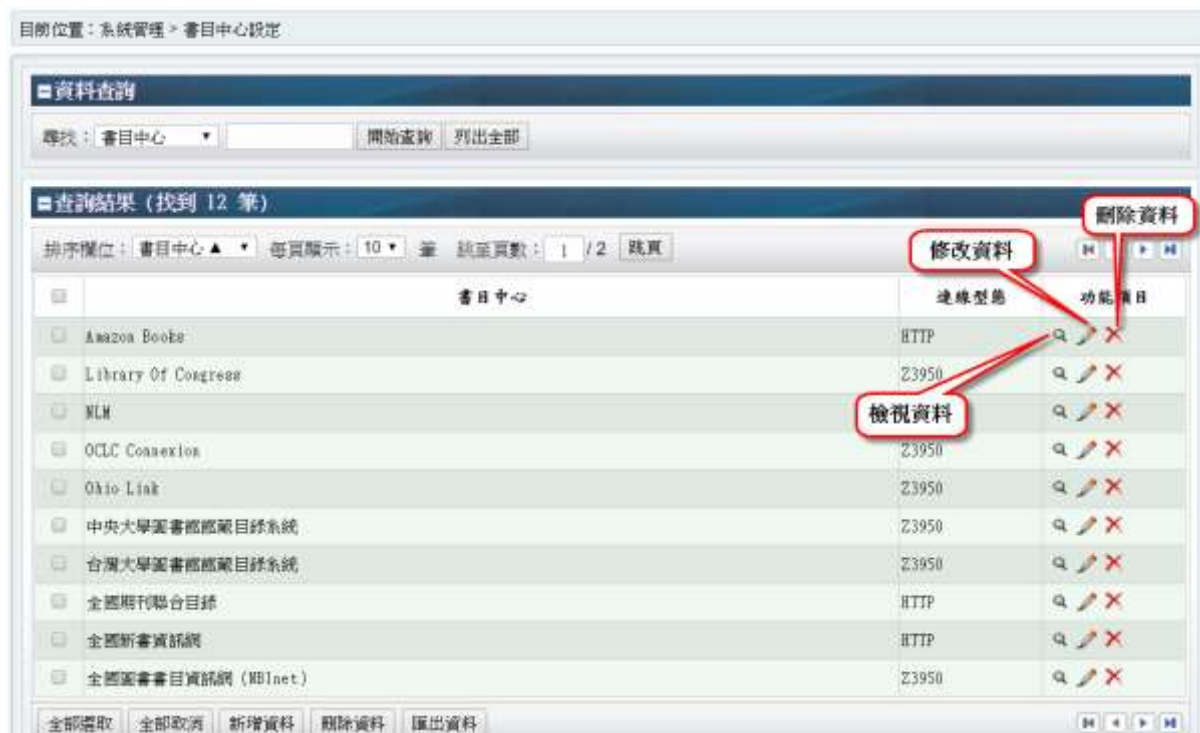 目前位置：系統管理 > 書目中心設定
資料查詢
尋找： 書目中心 開始查詢 列出全部
查詢結果 (找到 12 筆)
刪除資料
排序欄位： 書目中心▲ 每頁顯示： 10 筆 跳至頁數： 1 / 2 跳頁
修改資料
書目中心 連線型態 功能項目
Amazon Books HTTP
Library Of Congress Z3950
NLM
檢視資料
OCLC Connexion Z3950
Ohio Link Z3950
中央大學圖書館館藏目錄系統 Z3950
台灣大學圖書館館藏目錄系統 Z3950
全國期刊聯合目錄 HTTP
全國新書資訊網 HTTP
全國圖書書目資訊網 (NBInet) Z3950
全部選取 全部取消 新增資料 刪除資料 匯出資料